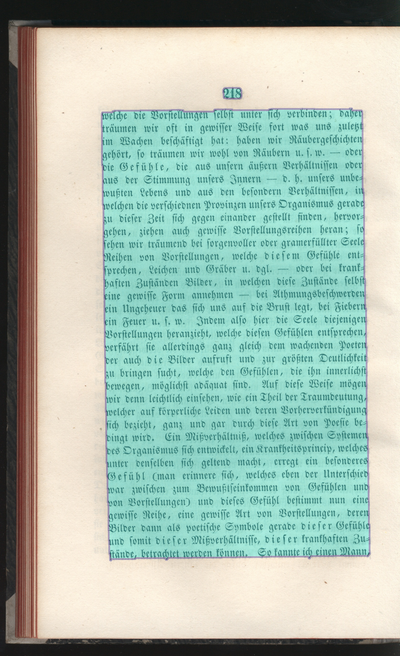 218
welche die Vorstellungen selbst unter sich verbinden; daher
träumen wir oft in gewisser Weise fort was uns zuletzt
im Wachen beschäftigt hat: haben wir Räubergeschichten
gehört, so träumen wir wohl von Räubern u. s. w. — oder
die Gefühle, die aus unsern äußern Verhältnissen oder
aus der Stimmung unsers Innern — d. h. unsers unbe-
wußten Lebens und aus den besondern Verhältnissen, in
welchen die verschiednen Provinzen unsers Organismus gerade
zu dieser Zeit sich gegen einander gestellt finden, hervor-
gehen, ziehen auch gewisse Vorstellungsreihen heran; so
sehen wir träumend bei sorgenvoller oder gramerfüllter Seele
Reihen von Vorstellungen, welche diesem Gefühle ent-
sprechen, Leichen und Gräber u. dgl. — oder bei krank-
haften Zuständen Bilder, in welchen diese Zustände selbst
eine gewisse Form annehmen — bei Athmungsbeschwerden
ein Ungeheuer das sich uns auf die Brust legt, bei Fiebern
ein Feuer u. s. w. Indem also hier die Seele diejenigen
Vorstellungen heranzieht, welche diesen Gefühlen entsprechen,
verfährt sie allerdings ganz gleich dem wachenden Poeten
der auch die Bilder aufruft und zur größten Deutlichkeit
zu bringen sucht, welche den Gefühlen, die ihn innerlichst
bewegen, möglichst adäquat sind. Auf diese Weise mögen
wir denn leichtlich einsehen, wie ein Theil der Traumdeutung,
welcher auf körperliche Leiden und deren Vorherverkündigung
sich bezieht, ganz und gar durch diese Art von Poesie be-
dingt wird. Ein Mißverhältniß, welches zwischen Systemen
des Organismus sich entwickelt, ein Krankheitsprincip, welches
unter denselben sich geltend macht, erregt ein besonderes
Gefühl (man erinnere sich, welches eben der Unterschied
war zwischen zum Bewußtseinkommen von Gefühlen und
von Vorstellungen) und dieses Gefühl bestimmt nun eine
gewisse Reihe, eine gewisse Art von Vorstellungen, deren
Bilder dann als poetische Symbole gerade dieser Gefühle
und somit dieser Mißverhältnisse, dieser krankhaften Zu-
stände, betrachtet werden können. So kannte ich einen Mann